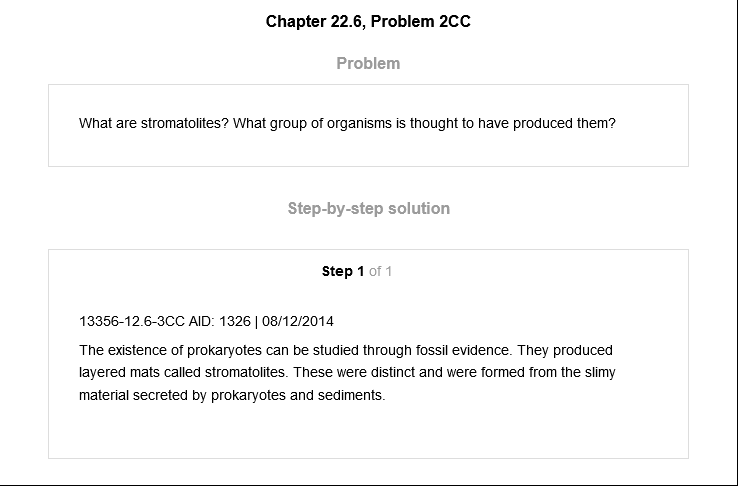 Chapter 22.6, Problem 2CC
Problem
What are stromatolites? What group of organisms is thought to have produced them?
Step-by-step solution
Step 1 of 1
13356-12.6-3CC AID: 1326 | 08/12/2014
The existence of prokaryotes can be studied through fossil evidence. They produced
layered mats called stromatolites. These were distinct and were formed from the slimy
material secreted by prokaryotes and sediments.